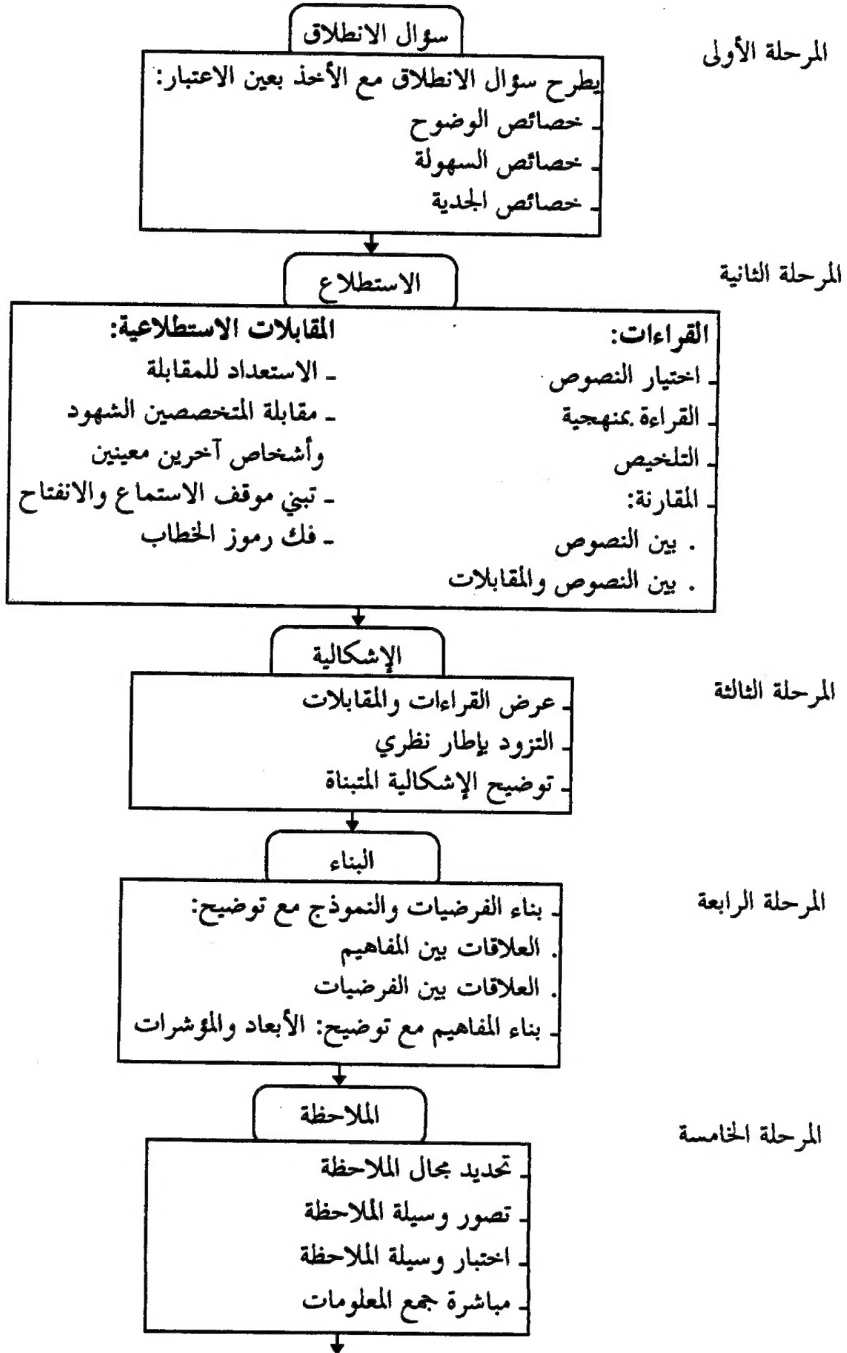 المرحلة الأولى
سؤال الانطلاق
يطرح سؤال الانطلاق مع الأخذ بعين الاعتبار:
ـ خصائص الوضوح
ـ خصائص السهولة
ـ خصائص الجدية
المرحلة الثانية
الاستطلاع
القراءات:
ـ اختيار النصوص
ـ القراءة بمنهجية
ـ التلخيص
ـ المقارنة:
. بين النصوص
. بين النصوص والمقابلات
المقابلات الاستطلاعية:
ـ الاستعداد للمقابلة
ـ مقابلة المتخصصين الشهود
وأشخاص آخرين معينين
ـ تبني موقف الاستماع والانفتاح
ـ فك رموز الخطاب
المرحلة الثالثة
الإشكالية
ـ عرض القراءات والمقابلات
ـ التزود بإطار نظري
ـ توضيح الإشكالية المتبناة
المرحلة الرابعة
البناء
ـ بناء الفرضيات والنموذج مع توضيح:
. العلاقات بين المفاهيم
. العلاقات بين الفرضيات
ـ بناء المفاهيم مع توضيح: الأبعاد والمؤشرات
المرحلة الخامسة
الملاحظة
ـ تحديد مجال الملاحظة
ـ تصور وسيلة الملاحظة
ـ اختبار وسيلة الملاحظة
ـ مباشرة جمع المعلومات